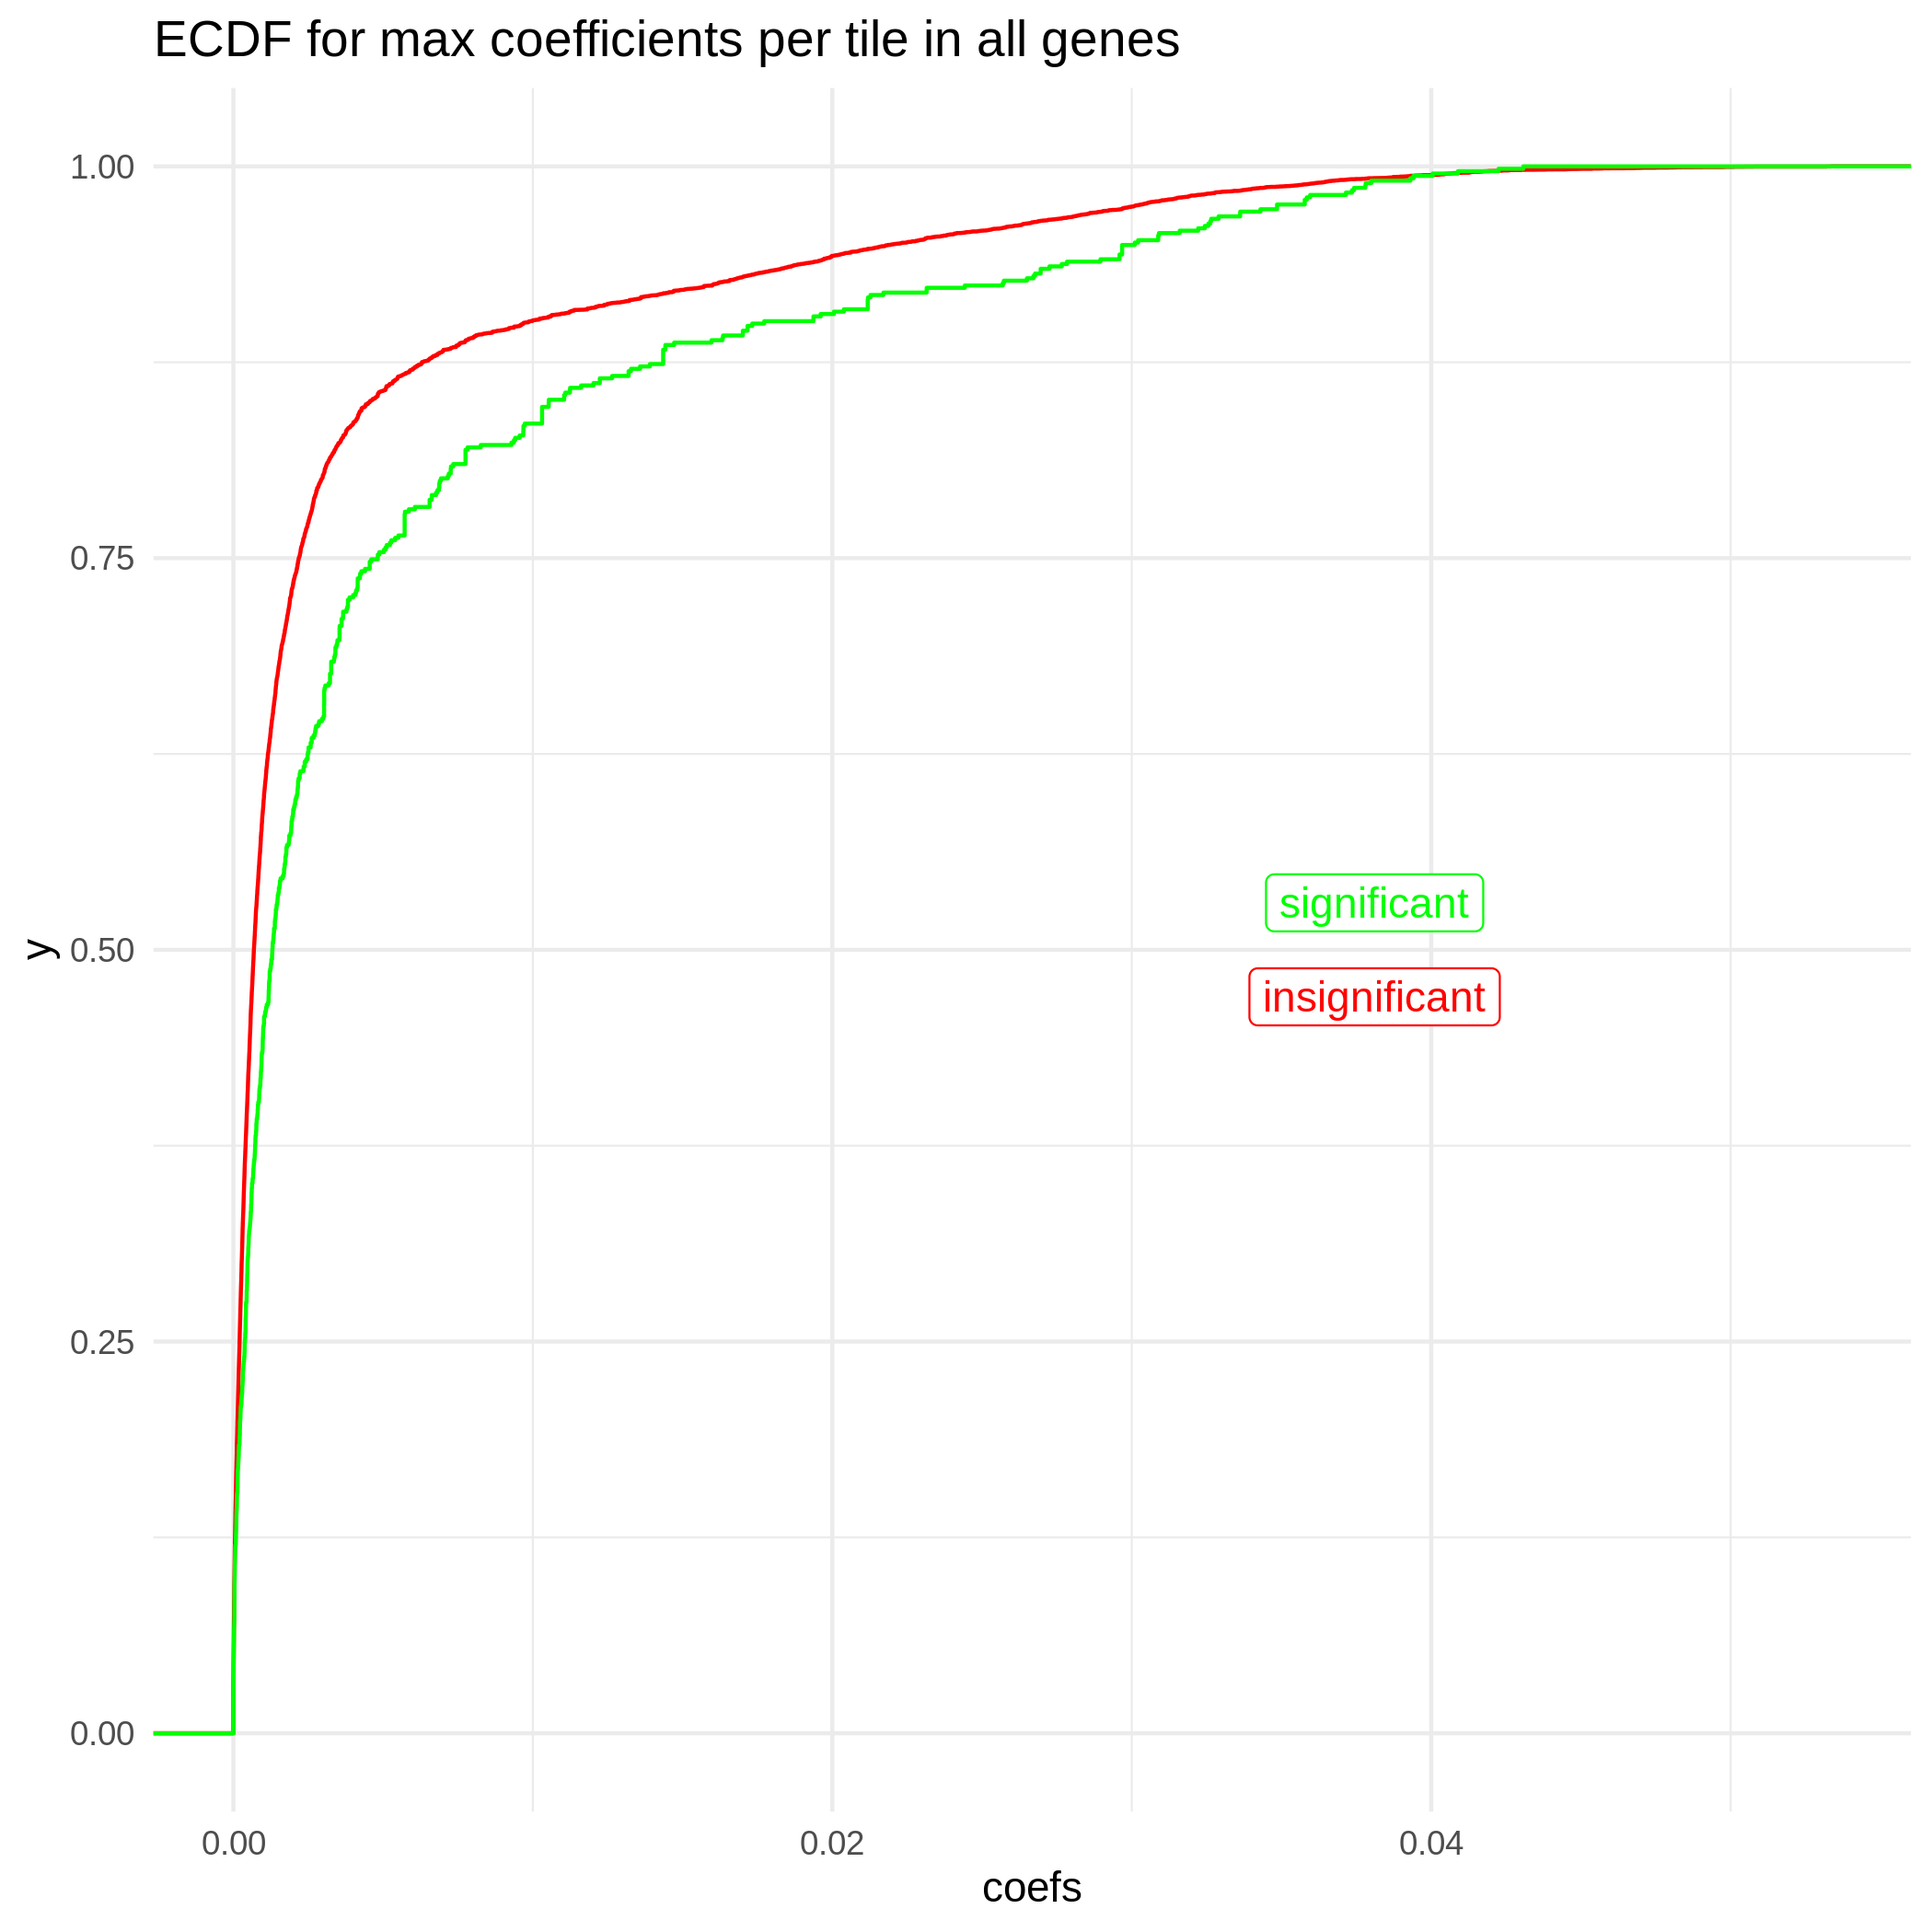 ECDF for max coefficients per tile in all genes
1.00
0.75
0.50
0.25
0.00
y
significant
insignificant
0.00
0.02
0.04
coefs